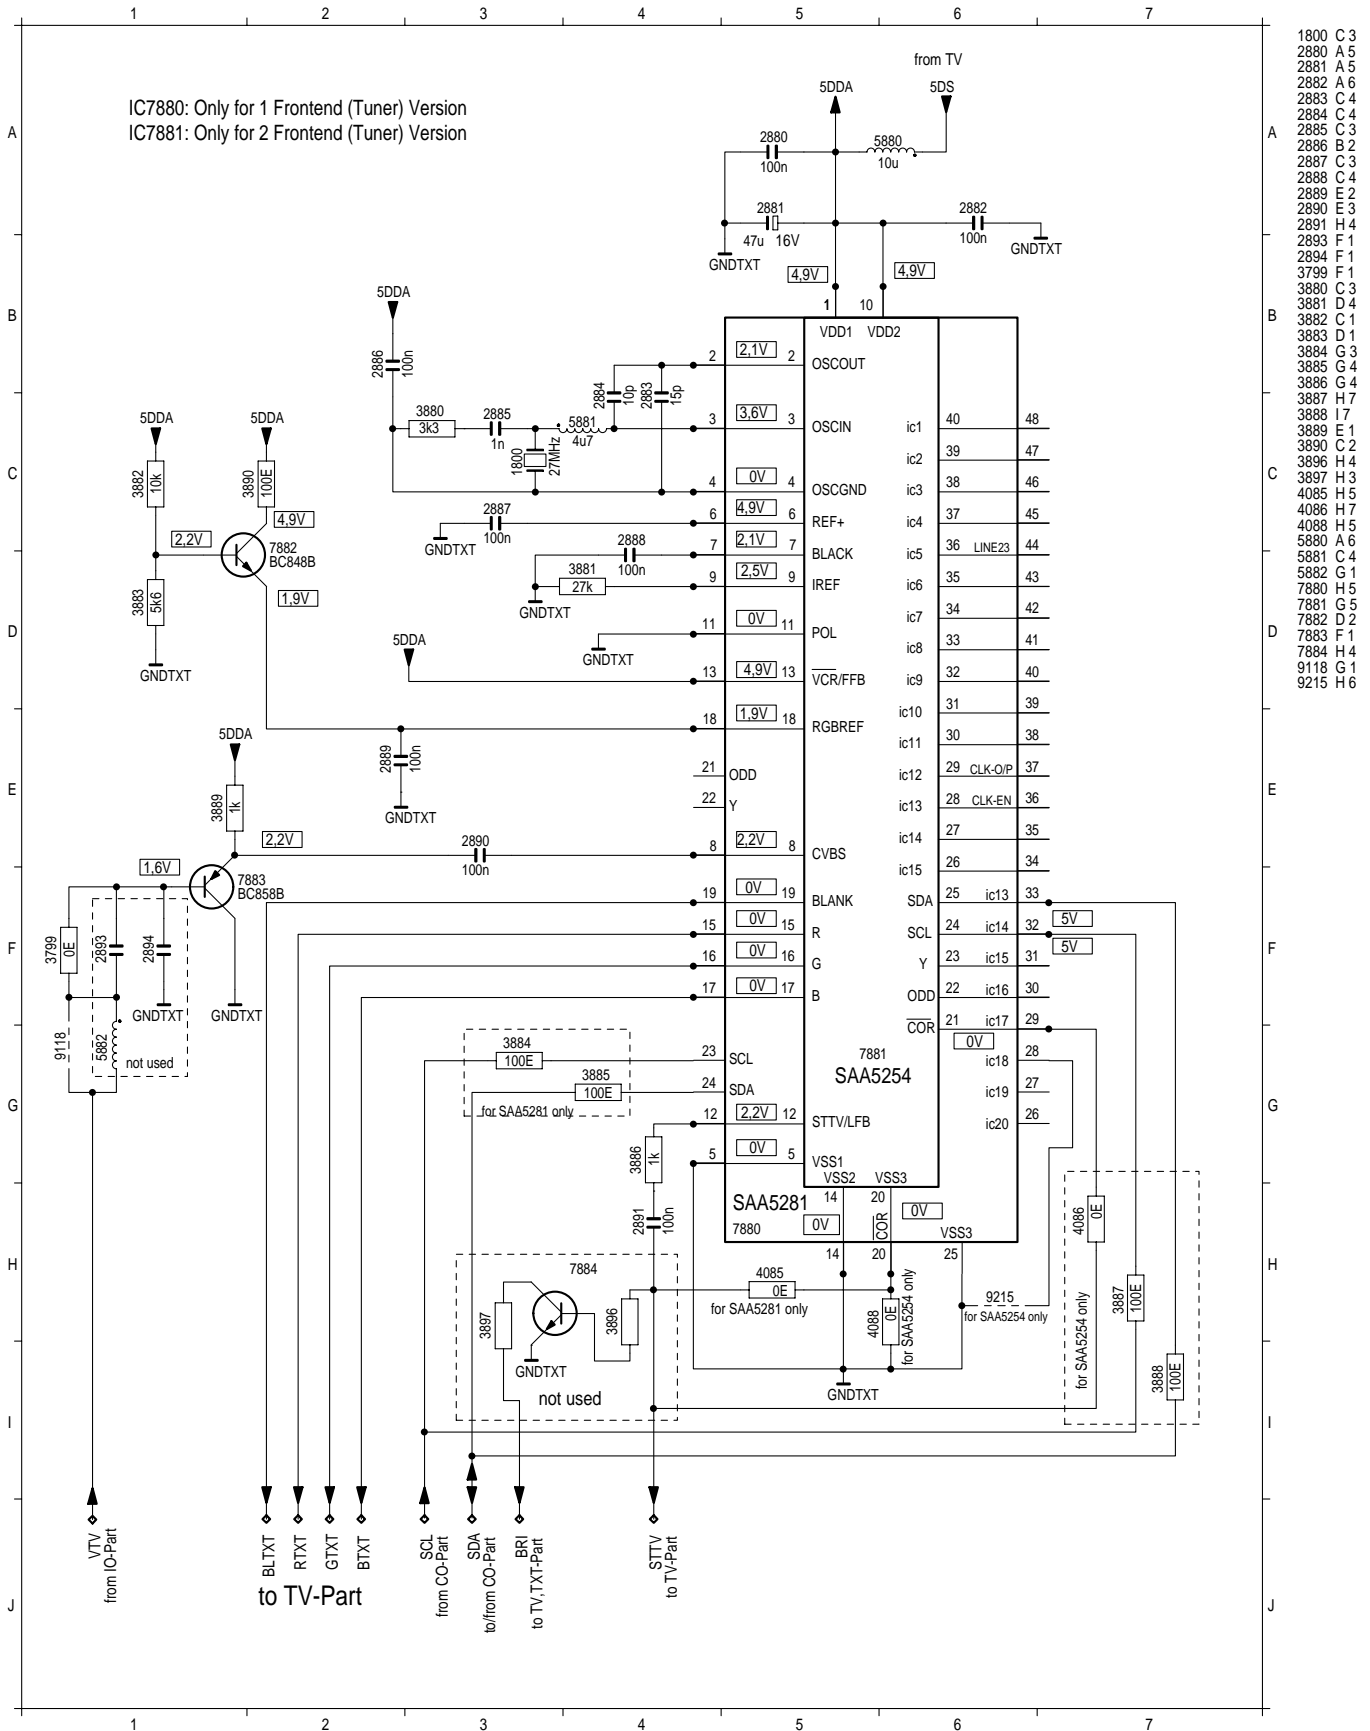 1 2 3 4 5 6 7
from TV
5DDA 5DS
IC7880: Only for 1 Frontend (Tuner) Version
IC7881: Only for 2 Frontend (Tuner) Version
A A
2880 5880
100n 10u
2881 2882
47u 16V 100n
GNDTXT GNDTXT
4,9V 4,9V
5DDA
B 1 10 B
VDD1 VDD2
2886 100n
2 2,1V 2 OSCOUT
2884 10p 2883 15p
5DDA 5DDA
3880 2885 5881
3k3 1n 4u7
3 3,6V 3 OSCIN ic1 40 48
1800 27MHz
ic2 39 47
C 3882 10k 3890 100E C
4 0V 4 OSCGND ic3 38 46
4,9V
2887
100n
GNDTXT
6 4,9V 6 REF+ ic4 37 45
2,2V
7882
BC848B
2888
100n
7 2,1V 7 BLACK ic5 36 LINE23 44
3881
27k
9 2,5V 9 IREF ic6 35 43
3883 5k6
1,9V
GNDTXT
ic7 34 42
D 11 0V 11 POL D
5DDA
GNDTXT
ic8 33 41
GNDTXT
13 4,9V 13 VCR/FFB ic9 32 40
ic10 31 39
18 1,9V 18 RGBREF
5DDA
2889 100n
ic11 30 38
21 ODD ic12 29 CLK-O/P 37
E E
3889 1k
22 Y ic13 28 CLK-EN 36
GNDTXT
2,2V
2890
100n
ic14 27 35
8 2,2V 8 CVBS
1,6V
ic15 26 34
7883
BC858B
19 0V 19 BLANK SDA 25 ic13 33
5V
15 0V 15 R SCL 24 ic14 32
5V
F 3799 0E 2893 2894 F
16 0V 16 G Y 23 ic15 31
17 0V 17 B ODD 22 ic16 30
GNDTXT GNDTXT
COR 21 ic17 29
0V
9118 5882
not used
3884
100E
23 SCL
7881
SAA5254
ic18 28
3885
100E
24 SDA ic19 27
G for SAA5281 only G
12 2,2V 12 STTV/LFB ic20 26
3886 1k
5 0V 5 VSS1
VSS2 VSS3
14 20
SAA5281
7880
0V COR 0V
VSS3
2891 100n
4086 0E
H 14 20 25 H
7884
4085
0E
for SAA5281 only
9215
for SAA5254 only
3897 3896
4088 0E for SAA5254 only
for SAA5254 only
3887 100E
GNDTXT
not used
GNDTXT
3888 100E
I I
VTV
from IO-Part
BLTXT
RTXT
GTXT
BTXT
to TV-Part
SCL
from CO-Part
SDA
to/from CO-Part
BRI
to TV,TXT-Part
STTV
to TV-Part
J J
1 2 3 4 5 6 7
1800 C 3
2880 A 5
2881 A 5
2882 A 6
2883 C 4
2884 C 4
2885 C 3
2886 B 2
2887 C 3
2888 C 4
2889 E 2
2890 E 3
2891 H 4
2893 F 1
2894 F 1
3799 F 1
3880 C 3
3881 D 4
3882 C 1
3883 D 1
3884 G 3
3885 G 4
3886 G 4
3887 H 7
3888 I 7
3889 E 1
3890 C 2
3896 H 4
3897 H 3
4085 H 5
4086 H 7
4088 H 5
5880 A 6
5881 C 4
5882 G 1
7880 H 5
7881 G 5
7882 D 2
7883 F 1
7884 H 4
9118 G 1
9215 H 6